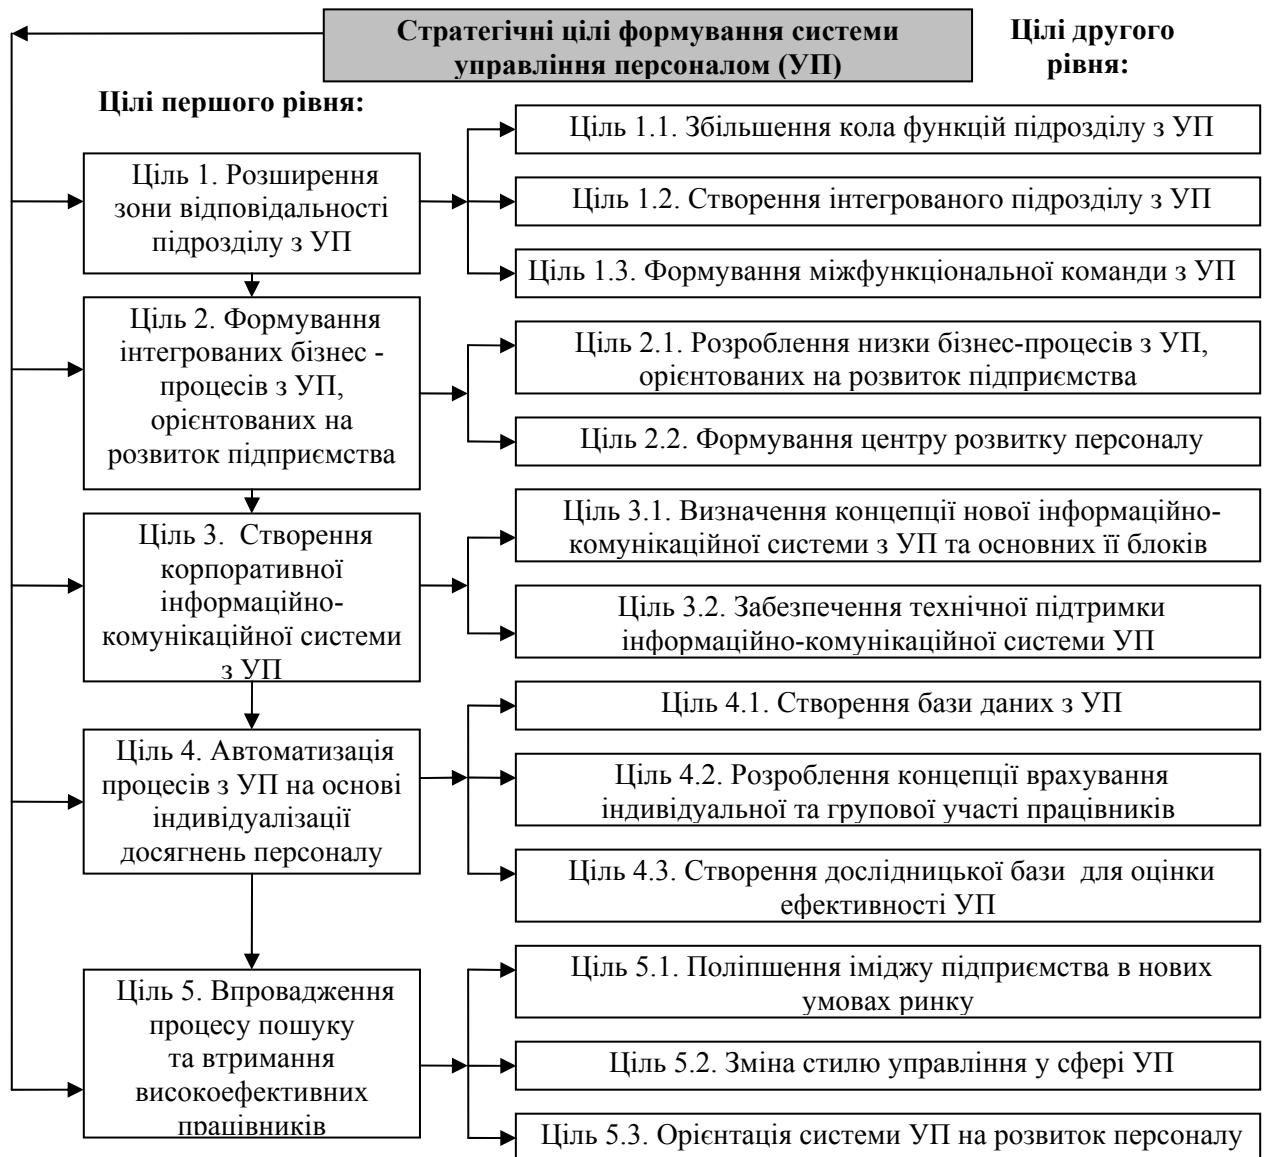 Стратегічні цілі формування системи
управління персоналом (УП)
Цілі другого
рівня:
Цілі першого рівня:
Ціль 1. Розширення
зони відповідальності
підрозділу з УП
Ціль 1.1. Збільшення кола функцій підрозділу з УП
Ціль 1.2. Створення інтегрованого підрозділу з УП
Ціль 1.3. Формування міжфункціональної команди з УП
Ціль 2. Формування
інтегрованих бізнес -
процесів з УП,
орієнтованих на
розвиток підприємства
Ціль 2.1. Розроблення низки бізнес-процесів з УП,
орієнтованих на розвиток підприємства
Ціль 2.2. Формування центру розвитку персоналу
Ціль 3. Створення
корпоративної
інформаційно-
комунікаційної системи
з УП
Ціль 3.1. Визначення концепції нової інформаційно-
комунікаційної системи з УП та основних її блоків
Ціль 3.2. Забезпечення технічної підтримки
інформаційно-комунікаційної системи УП
Ціль 4. Автоматизація
процесів з УП на основі
індивідуалізації
досягнень персоналу
Ціль 4.1. Створення бази даних з УП
Ціль 4.2. Розроблення концепції врахування
індивідуальної та групової участі працівників
Ціль 4.3. Створення дослідницької бази для оцінки
ефективності УП
Ціль 5. Впровадження
процесу пошуку
та втримання
високоефективних
працівників
Ціль 5.1. Поліпшення іміджу підприємства в нових
умовах ринку
Ціль 5.2. Зміна стилю управління у сфері УП
Ціль 5.3. Орієнтація системи УП на розвиток персоналу